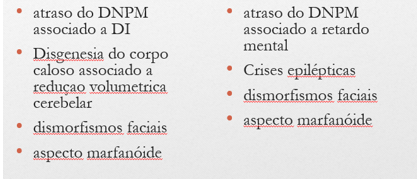 atraso do DNPM
associado a DI
Disgenesia do corpo
caloso associado a
reduçao volumetrica
cerebelar
dismorfismos faciais
aspecto marfanóide
atraso do DNPM
associado a retardo
mental
Crises epilépticas
dismorfismos faciais
aspecto marfanóide